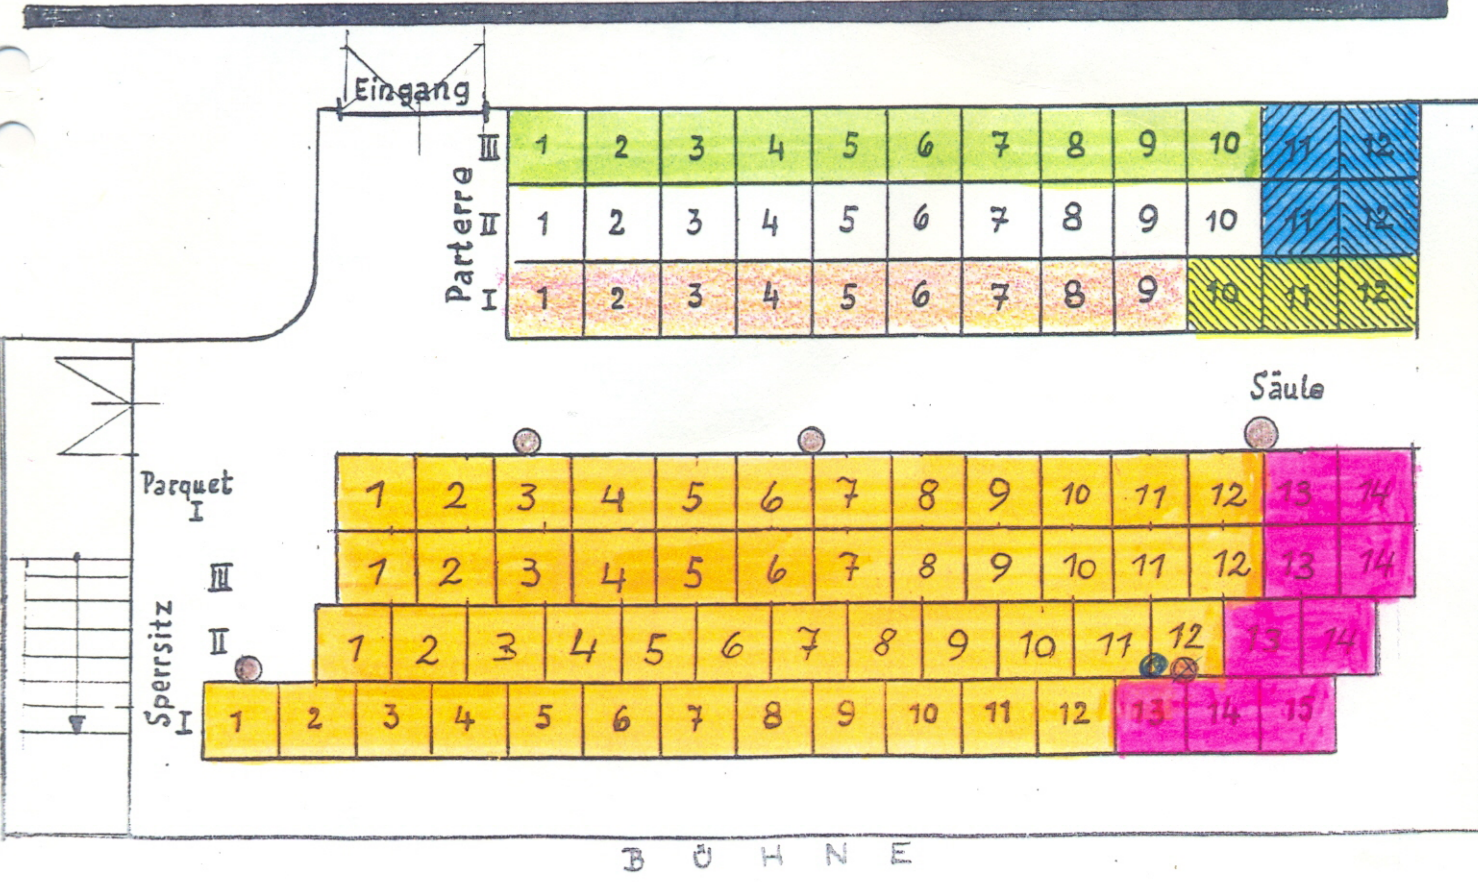 Eingang
III 1 2 3 4 5 6 7 8 9 10 11 12
Parterre
II 1 2 3 4 5 6 7 8 9 10 11 12
I 1 2 3 4 5 6 7 8 9 10 11 12
Säule
Parquet
I 1 2 3 4 5 6 7 8 9 10 11 12 13 14
III 1 2 3 4 5 6 7 8 9 10 11 12 13 14
Sperrsitz
II 1 2 3 4 5 6 7 8 9 10 11 12 13 14
I 1 2 3 4 5 6 7 8 9 10 11 12 13 14 15
BÜHNE